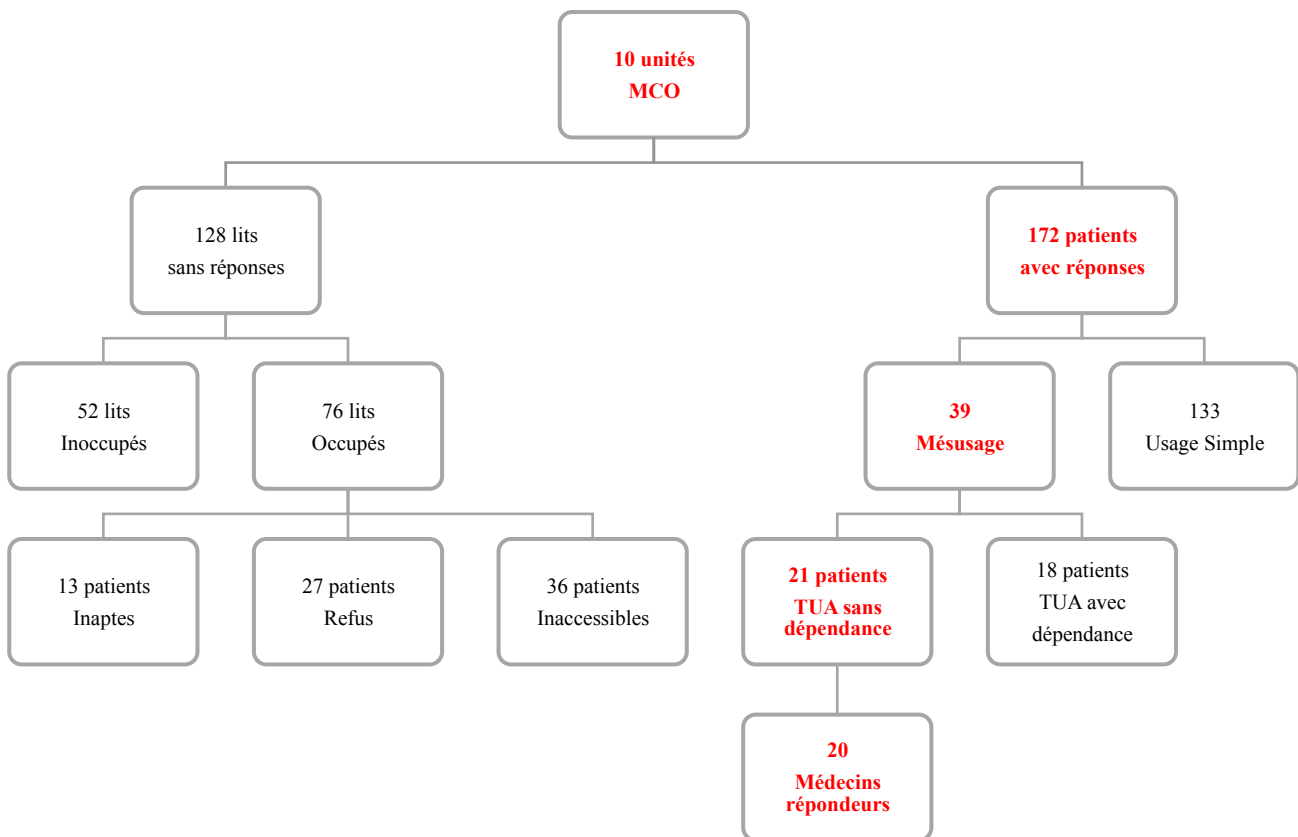 10 unités
MCO
128 lits
sans réponses
172 patients
avec réponses
52 lits
Inoccupés
76 lits
Occupés
39
Mésusage
133
Usage Simple
13 patients
Inaptes
27 patients
Refus
36 patients
Inaccessibles
21 patients
TUA sans
dépendance
18 patients
TUA avec
dépendance
20
Médecins
répondeurs